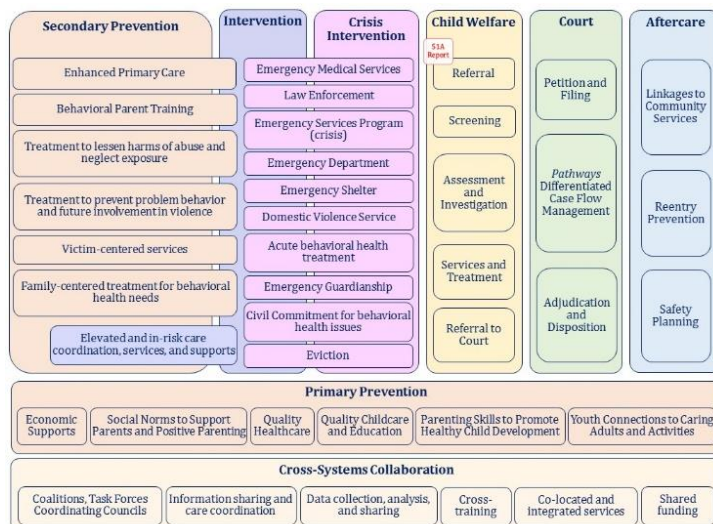 Secondary Prevention
Enhanced Primary Care
Behavioral Parent Training
Treatment to lessen harms of abuse and
neglect exposure
Treatment to prevent problem behavior
and future involvement in violence
Victim-centered services
Family-centered treatment for behavioral
health needs
Elevated and in-risk care
coordination, services, and supports
Intervention
Crisis
Intervention
Emergency Medical Services
Law Enforcement
Emergency Services Program
(crisis)
Emergency Department
Emergency Shelter
Domestic Violence Service
Acute behavioral health
treatment
Emergency Guardianship
Civil Commitment for behavioral
health issues
Eviction
Child Welfare
51A
Report
Referral
Screening
Assessment
and
Investigation
Services and
Treatment
Referral to
Court
Court
Petition and
Filing
Pathways
Differentiated
Case Flow
Management
Adjudication
and
Disposition
Aftercare
Linkages to
Community
Services
Reentry
Prevention
Safety
Planning
Primary Prevention
Economic
Supports
Social Norms to Support
Parents and Positive Parenting
Quality
Healthcare
Quality Childcare
and Education
Parenting Skills to Promote
Healthy Child Development
Youth Connections to Caring
Adults and Activities
Cross-Systems Collaboration
Coalitions, Task Forces
Coordinating Councils
Information sharing and
care coordination
Data collection, analysis,
and sharing
Cross-
training
Co-located and
integrated services
Shared
funding